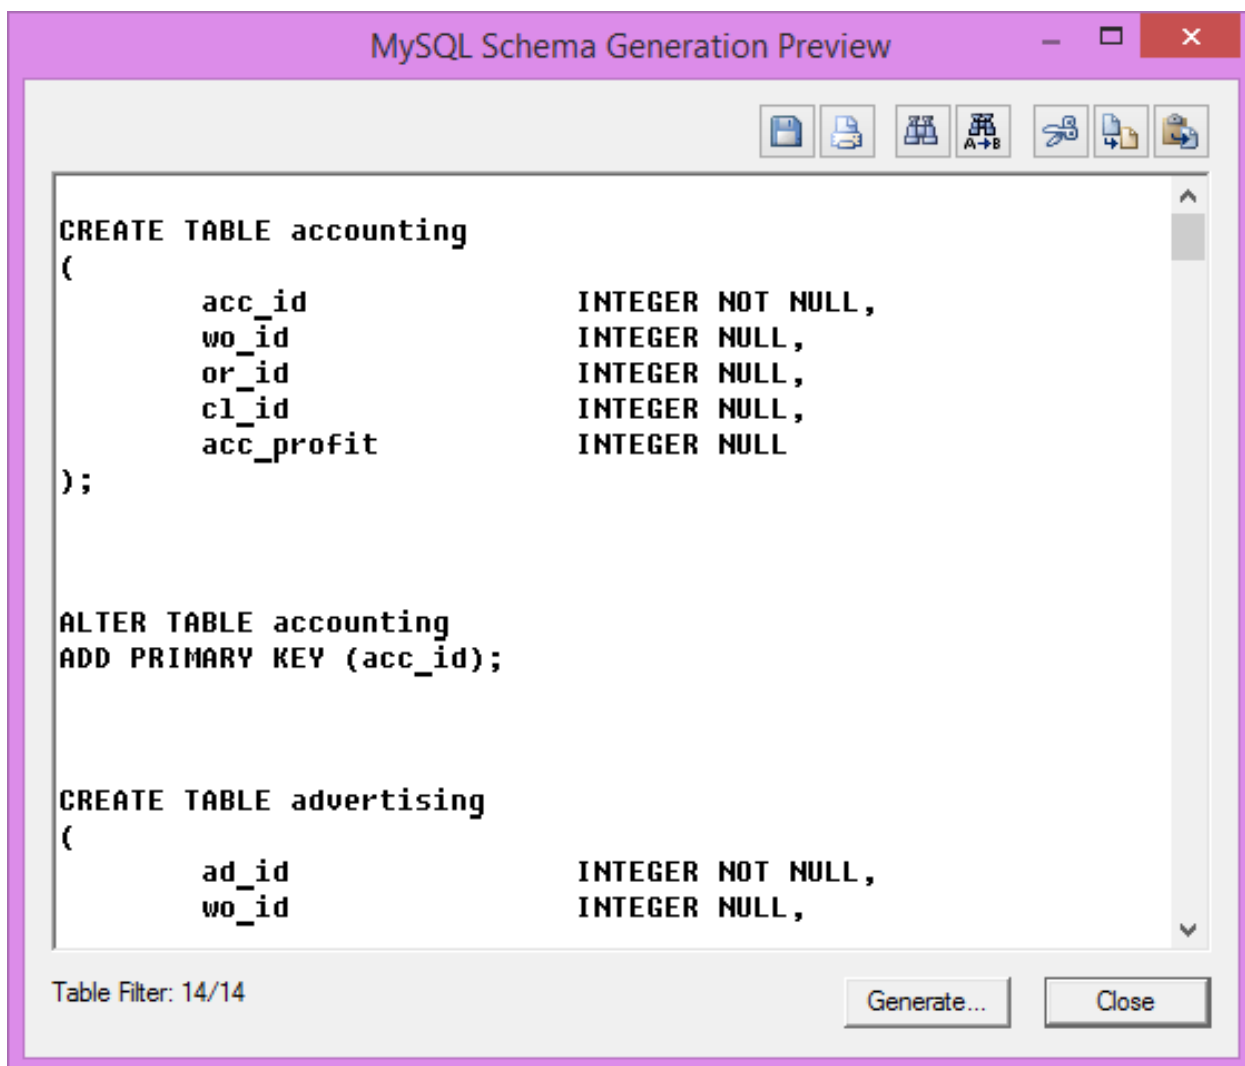 MySQL Schema Generation Preview
A→B
CREATE TABLE accounting
(
acc_id INTEGER NOT NULL,
wo_id INTEGER NULL,
or_id INTEGER NULL,
cl_id INTEGER NULL,
acc_profit INTEGER NULL
);
ALTER TABLE accounting
ADD PRIMARY KEY (acc_id);
CREATE TABLE advertising
(
ad_id INTEGER NOT NULL,
wo_id INTEGER NULL,
Table Filter: 14/14
Generate...
Close